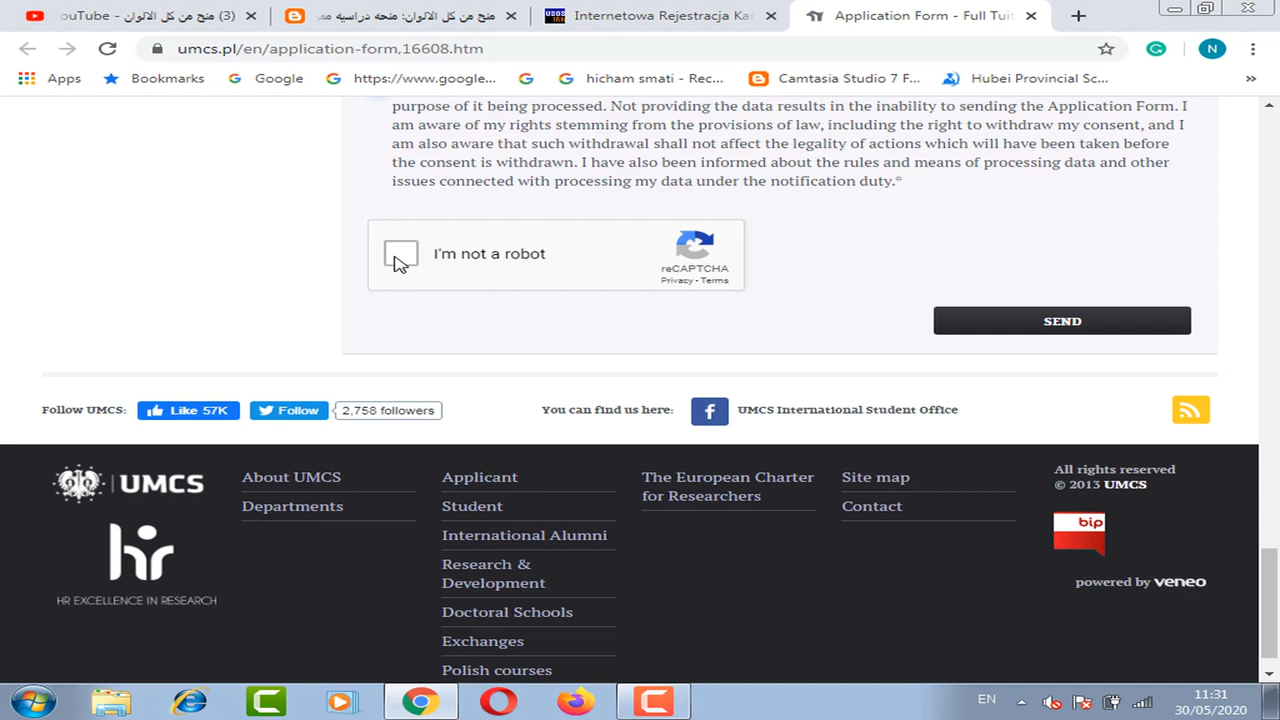 YouTube - منح من كل الالوان (3)
منح من كل الالوان: منحه دراسيه ممو
Internetowa Rejestracja Ka
Application Form - Full Tuit
umcs.pl/en/application-form,16608.htm
N
Apps
Bookmarks
Google
https://www.google...
hicham smati - Rec...
Camtasia Studio 7 F...
Hubei Provincial Sc...
»
purpose of it being processed. Not providing the data results in the inability to sending the Application Form. I
am aware of my rights stemming from the provisions of law, including the right to withdraw my consent, and I
am also aware that such withdrawal shall not affect the legality of actions which will have been taken before
the consent is withdrawn. I have also been informed about the rules and means of processing data and other
issues connected with processing my data under the notification duty.*
I'm not a robot
reCAPTCHA
Privacy - Terms
SEND
Follow UMCS:
Like 57K
Follow
2,758 followers
You can find us here:
UMCS International Student Office
UMCS
hr
HR EXCELLENCE IN RESEARCH
About UMCS
Departments
Applicant
Student
International Alumni
Research &
Development
Doctoral Schools
Exchanges
Polish courses
The European Charter
for Researchers
Site map
Contact
All rights reserved
© 2013 UMCS
bip
powered by veneo
EN
11:31
30/05/2020